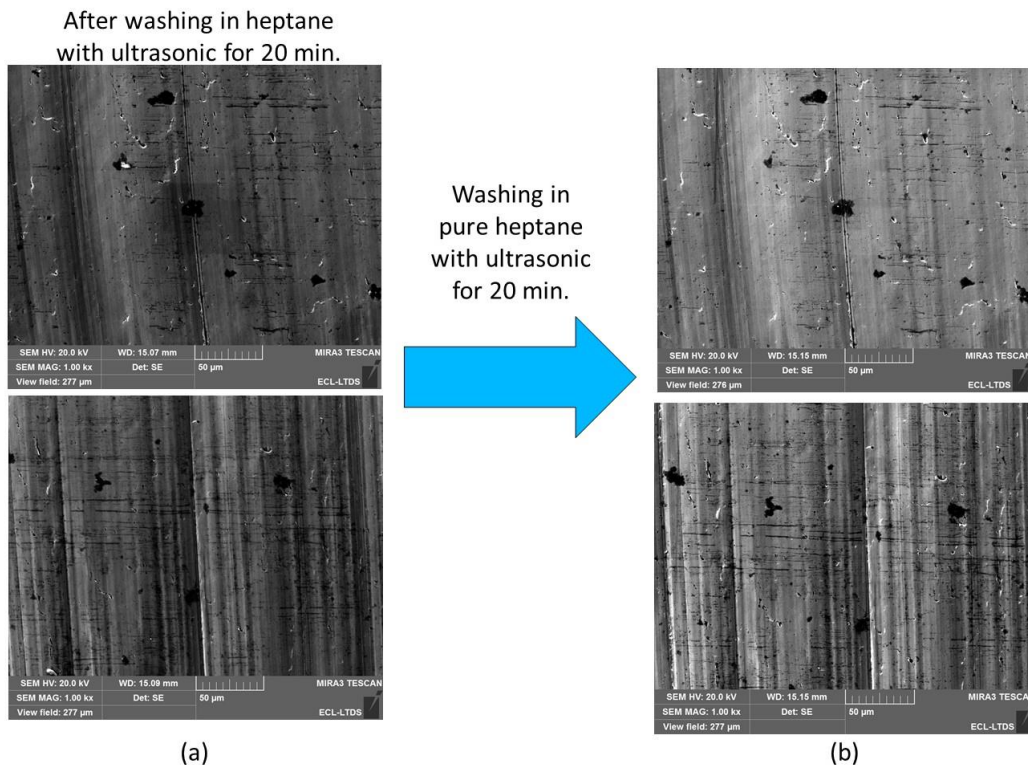 After washing in heptane
with ultrasonic for 20 min.
SEM HV: 20.0 kV WD: 15.07 mm MIRA3 TESCAN
SEM MAG: 1.00 kx Det: SE 50 µm
View field: 277 µm ECL-LTDS
SEM HV: 20.0 kV WD: 15.09 mm MIRA3 TESCAN
SEM MAG: 1.00 kx Det: SE 50 µm
View field: 277 µm ECL-LTDS
(a)
Washing in
pure heptane
with ultrasonic
for 20 min.
SEM HV: 20.0 kV WD: 15.15 mm MIRA3 TESCAN
SEM MAG: 1.00 kx Det: SE 50 µm
View field: 276 µm ECL-LTDS
SEM HV: 20.0 kV WD: 15.15 mm MIRA3 TESCAN
SEM MAG: 1.00 kx Det: SE 50 µm
View field: 277 µm ECL-LTDS
(b)